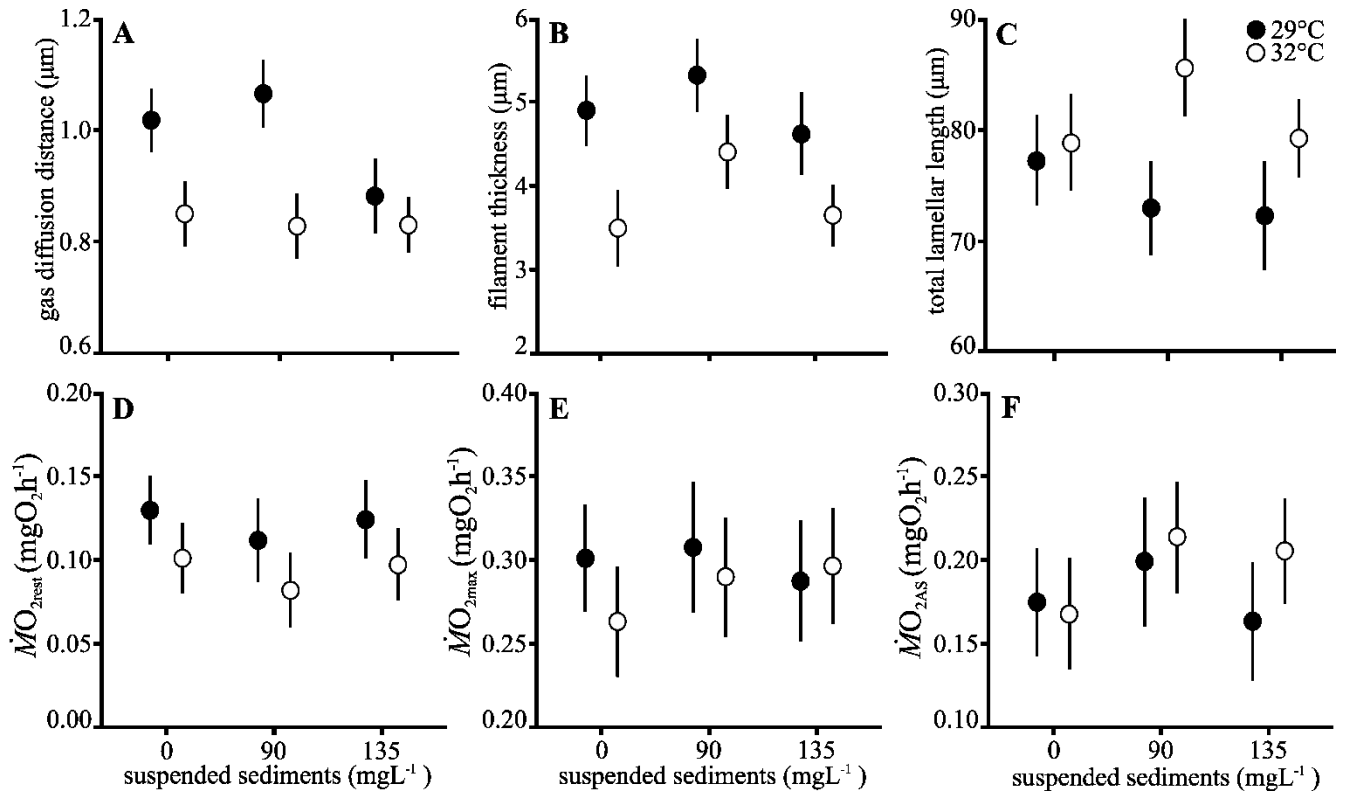 A
gas diffusion distance (μm)
1.2
1.0
0.8
0.6
B
filament thickness (μm)
6
5
4
3
2
C
total lamellar length (μm)
90
80
70
60
29°C
32°C
D
ṀO2rest (mgO2h-1)
0.20
0.15
0.10
0.05
0.00
0 90 135
suspended sediments (mgL-1 )
E
ṀO2max (mgO2h-1)
0.40
0.35
0.30
0.25
0.20
0 90 135
suspended sediments (mgL-1 )
F
ṀO2AS (mgO2h-1)
0.30
0.25
0.20
0.15
0.10
0 90 135
suspended sediments (mgL-1 )